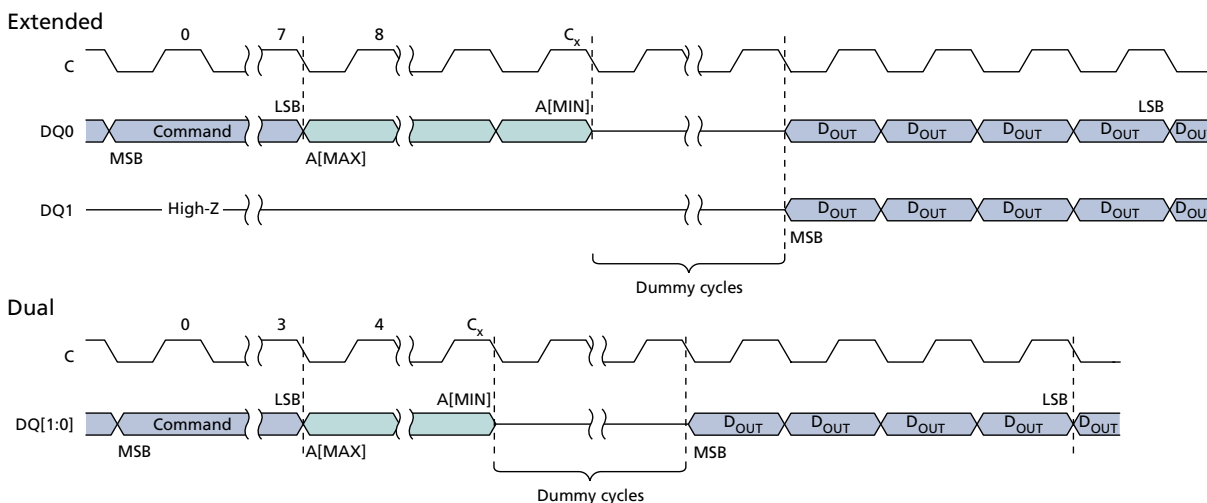 Extended
0 7 8 Cx
C
LSB A[MIN]  LSB
DQ0 Command DOUT DOUT DOUT DOUT DOU
MSB A[MAX]
DQ1 High-Z DOUT DOUT DOUT DOUT DOU
MSB
Dummy cycles
Dual
0 3 4 Cx
C
LSB A[MIN] LSB
DQ[1:0] Command DOUT DOUT DOUT DOUT DOUT
MSB A[MAX] MSB
Dummy cycles